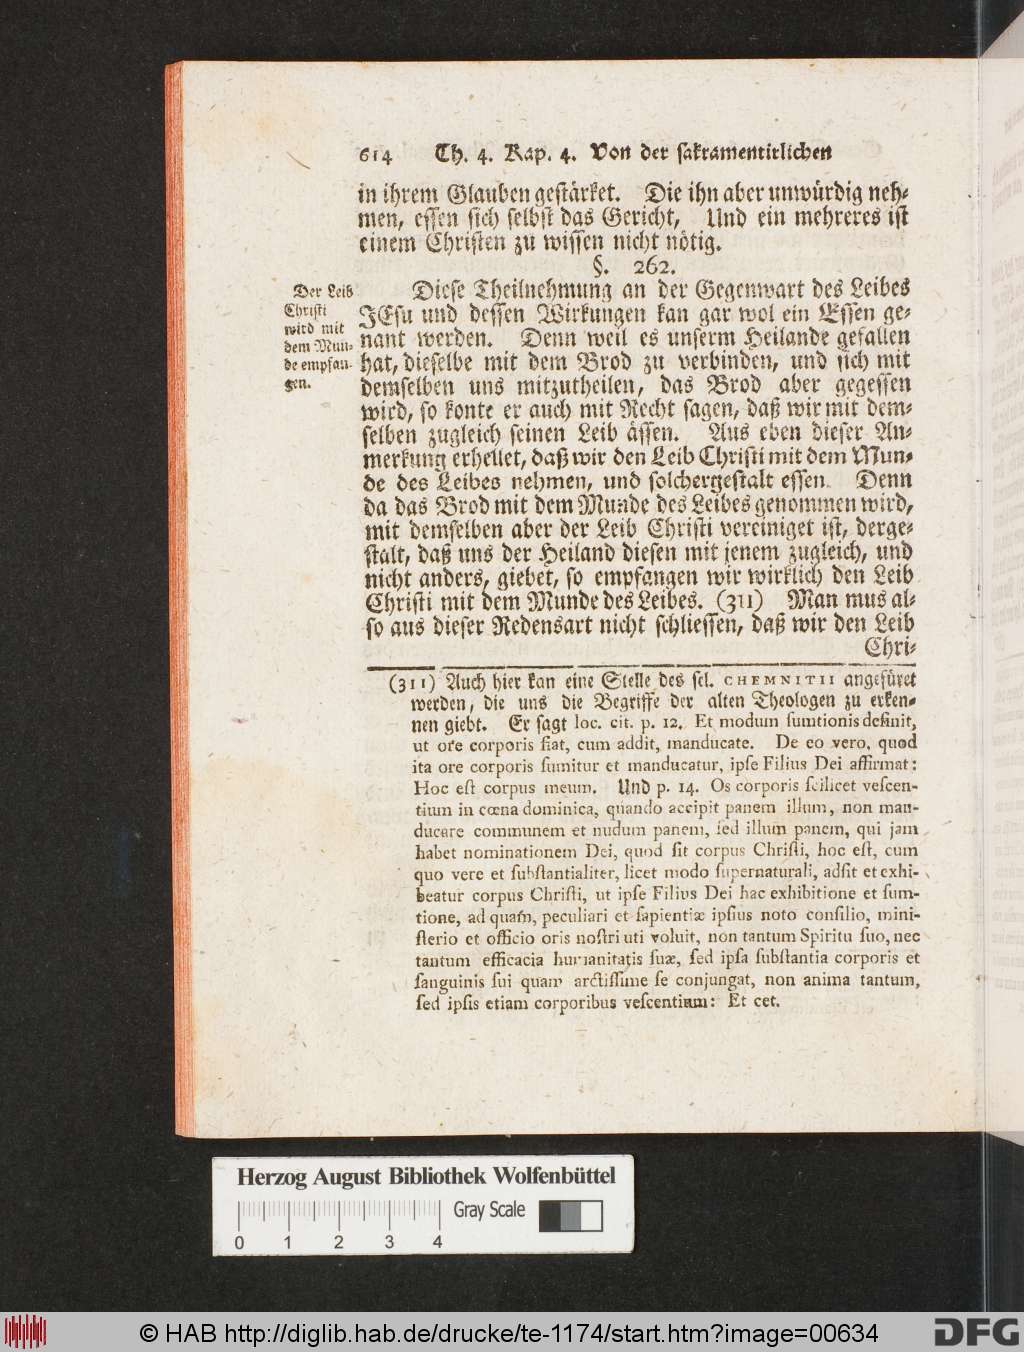 614 Th. 4. Kap. 4. Von der sakramentirlichen
in ihrem Glauben gestärket. Die ihn aber unwürdig neh-
men, essen sich selbst das Gericht, Und ein mehreres ist
einem Christen zu wissen nicht nötig.
§. 262.
Der Leib
Christi
wird mit
dem Mun-
de empfan-
gen.
Diese Theilnehmung an der Gegenwart des Leibes
JEsu und dessen Wirkungen kan gar wol ein Essen ge-
nant werden. Denn weil es unserm Heilande gefallen
hat, dieselbe mit dem Brod zu verbinden, und sich mit
demselben uns mitzutheilen, das Brod aber gegessen
wird, so konte er auch mit Recht sagen, daß wir mit dem-
selben zugleich seinen Leib ässen. Aus eben dieser An-
merkung erhellet, daß wir den Leib Christi mit dem Mun-
de des Leibes nehmen, und solchergestalt essen. Denn
da das Brod mit dem Munde des Leibes genommen wird,
mit demselben aber der Leib Christi vereiniget ist, derge-
stalt, daß uns der Heiland diesen mit jenem zugleich, und
nicht anders, giebet, so empfangen wir wirklich den Leib
Christi mit dem Munde des Leibes. (311) Man mus al-
so aus dieser Redensart nicht schliessen, daß wir den Leib
Chri-
(311) Auch hier kan eine Stelle des sel. CHEMNITII angefüret
werden, die uns die Begriffe der alten Theologen zu erken-
nen giebt. Er sagt loc. cit. p. 12. Et modum sumtionis definit,
ut ore corporis fiat, cum addit, manducate. De eo vero, quod
ita ore corporis sumitur et manducatur, ipse Filius Dei affirmat:
Hoc est corpus meum. Und p. 14. Os corporis scilicet vescen-
tium in cœna dominica, quando accipit panem illum, non man-
ducare communem et nudum panem, sed illum panem, qui jam
habet nominationem Dei, quod sit corpus Christi, hoc est, cum
quo vere et substantialiter, licet modo supernaturali, adsit et exhi-
beatur corpus Christi, ut ipse Filius Dei hac exhibitione et sum-
tione, ad quam, peculiari et sapientiæ ipsius noto consilio, mini-
sterio et officio oris nostri uti voluit, non tantum Spiritu suo, nec
tantum efficacia humanitatis suæ, sed ipsa substantia corporis et
sanguinis sui quam arctissime se conjungat, non anima tantum,
sed ipsis etiam corporibus vescentium: Et cet.
Herzog August Bibliothek Wolfenbüttel
Gray Scale
0 1 2 3 4
© HAB http://diglib.hab.de/drucke/te-1174/start.htm?image=00634
DFG